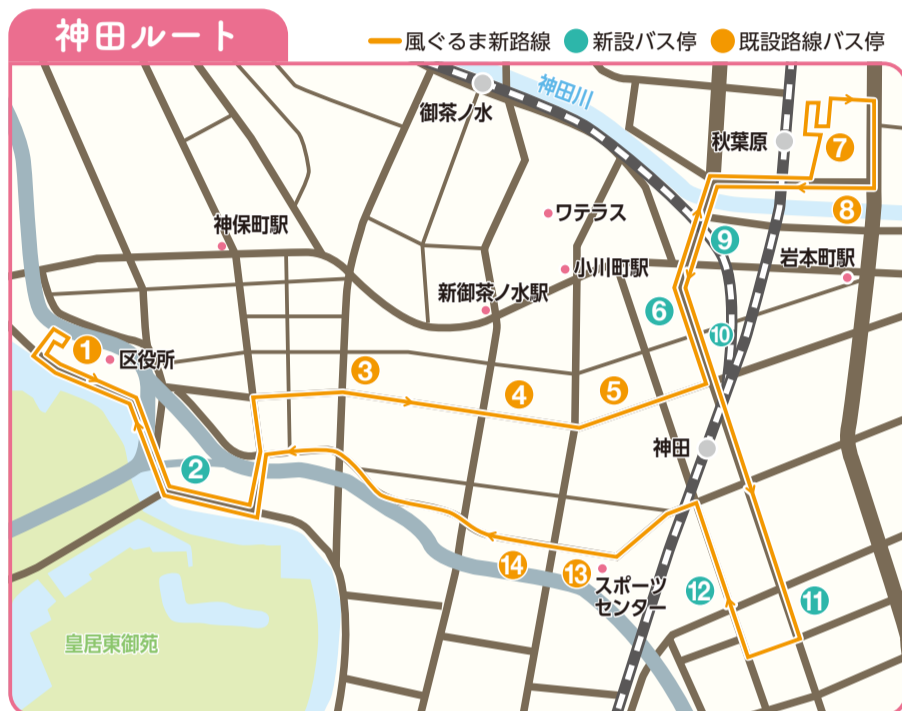 神田ルート
風ぐるま新路線 新設バス停 既設路線バス停
御茶ノ水
神田川
秋葉原
7
8
ワテラス
神保町駅
小川町駅
9
岩本町駅
新御茶ノ水駅
6
10
1
区役所
3
4
5
神田
2
14
13
スポーツ
センター
12
11
皇居東御苑